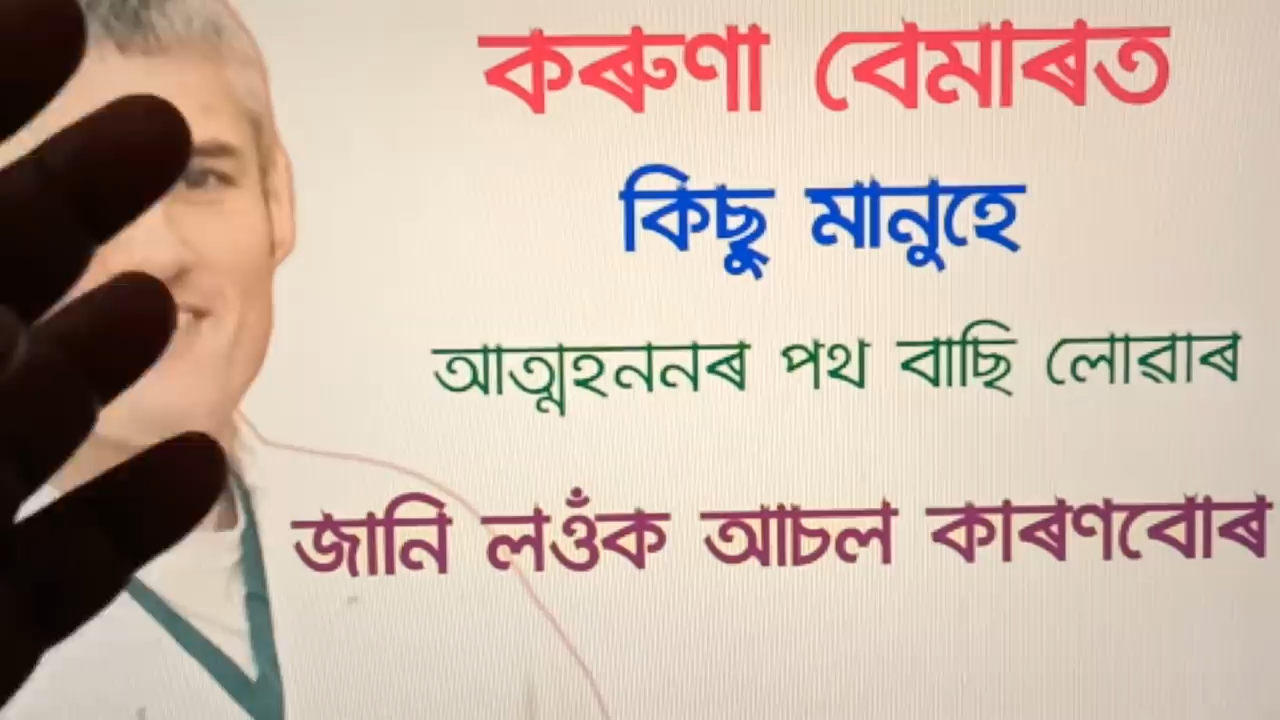 কৰুণা বেমাৰত
কিছু মানুহে
আত্মহননৰ পথ বাছি লোৱাৰ
জানি লওঁক আচল কাৰণবোৰ